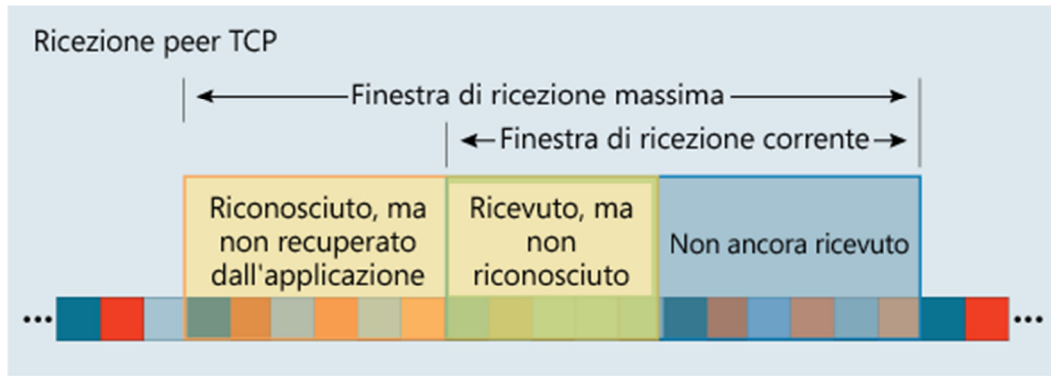 Ricezione peer TCP
Finestra di ricezione massima
Finestra di ricezione corrente
Riconosciuto, ma
non recuperato
dall'applicazione
Ricevuto, ma
non
riconosciuto
Non ancora ricevuto
...
...